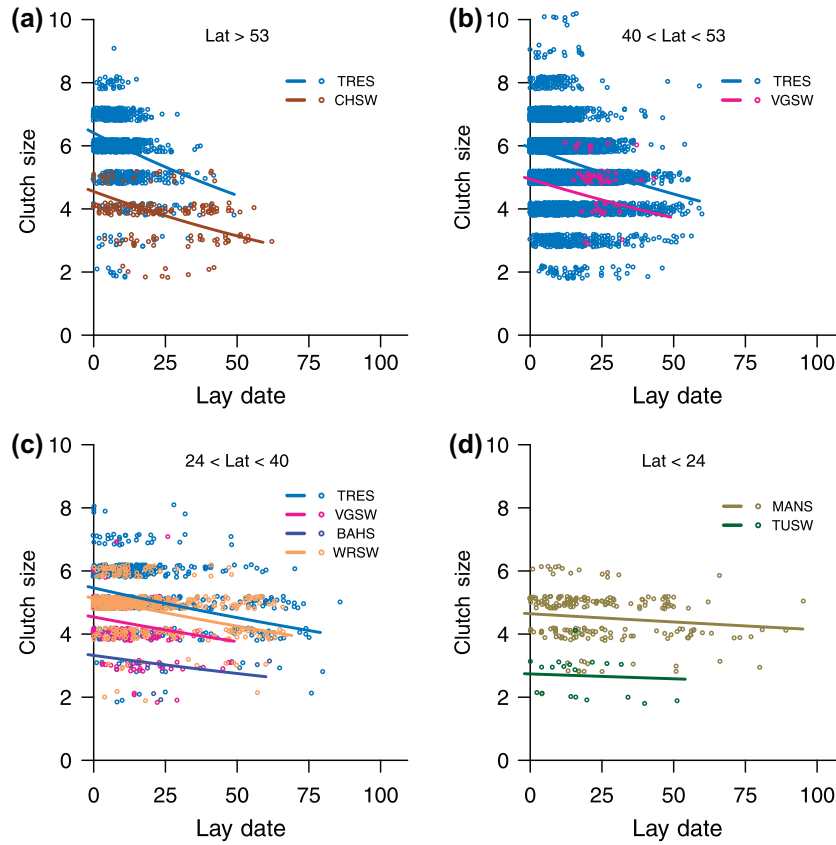 (a)
Lat > 53
TRES
CHSW
Clutch size
10
8
6
4
2
0
0 25 50 75 100
Lay date
(b)
40 < Lat < 53
TRES
VGSW
Clutch size
10
8
6
4
2
0
0 25 50 75 100
Lay date
(c)
24 < Lat < 40
TRES
VGSW
BAHS
WRSW
Clutch size
10
8
6
4
2
0
0 25 50 75 100
Lay date
(d)
Lat < 24
MANS
TUSW
Clutch size
10
8
6
4
2
0
0 25 50 75 100
Lay date